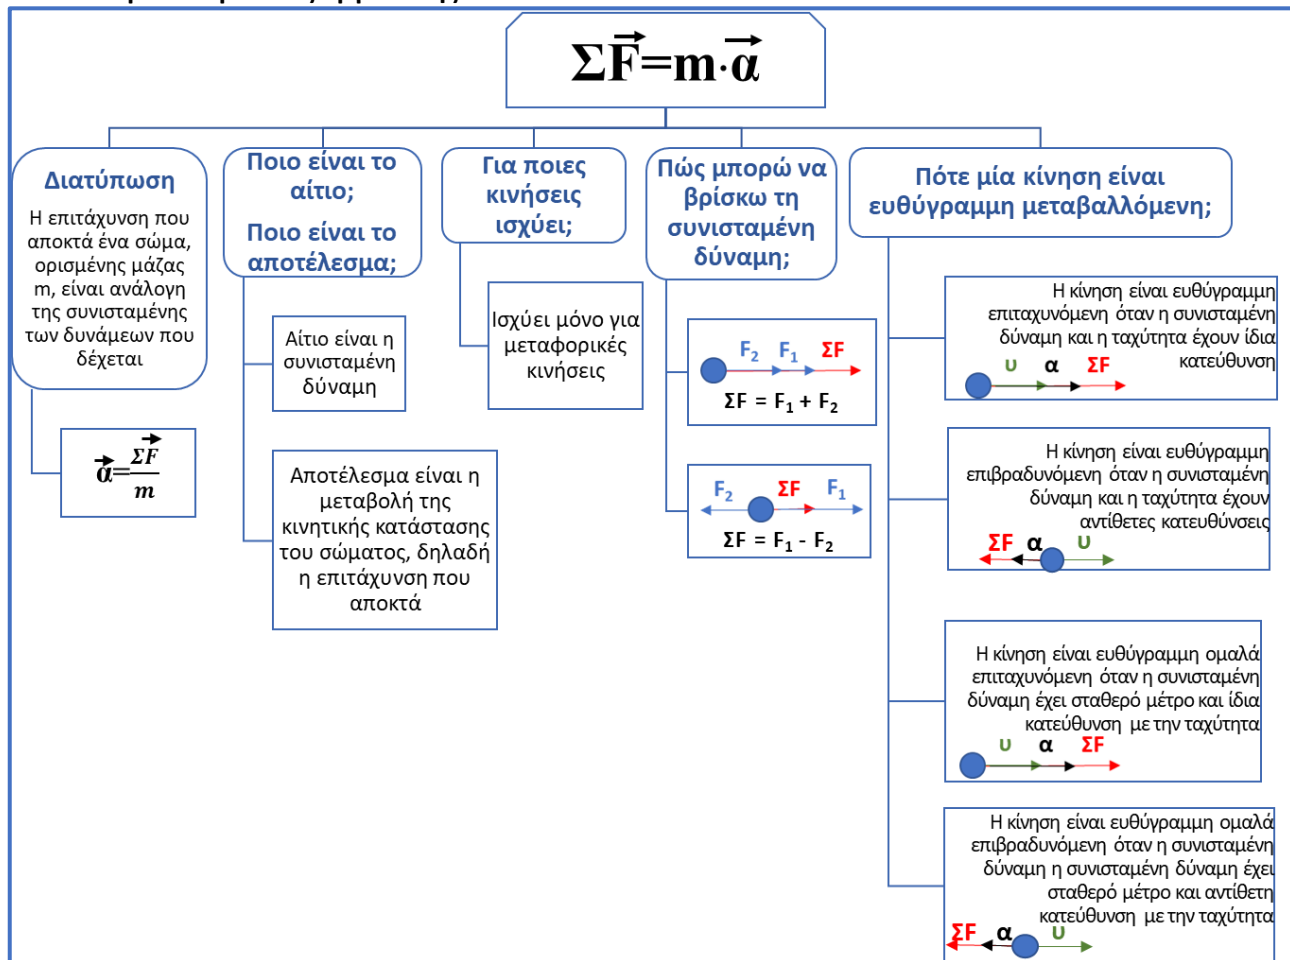 ΣF⃗=m·α⃗
Διατύπωση
Η επιτάχυνση που
αποκτά ένα σώμα,
ορισμένης μάζας
m, είναι ανάλογη
της συνισταμένης
των δυνάμεων που
δέχεται
α⃗=ΣF⃗/m
Ποιο είναι το
αίτιο;
Ποιο είναι το
αποτέλεσμα;
Αίτιο είναι η
συνισταμένη
δύναμη
Αποτέλεσμα είναι η
μεταβολή της
κινητικής κατάστασης
του σώματος, δηλαδή
η επιτάχυνση που
αποκτά
Για ποιες
κινήσεις
ισχύει;
Ισχύει μόνο για
μεταφορικές
κινήσεις
Πώς μπορώ να
βρίσκω τη
συνισταμένη
δύναμη;
F₂ F₁ ΣF
ΣF = F₁ + F₂
F₂ ΣF F₁
ΣF = F₁ - F₂
Πότε μία κίνηση είναι
ευθύγραμμη μεταβαλλόμενη;
Η κίνηση είναι ευθύγραμμη
επιταχυνόμενη όταν η συνισταμένη
δύναμη και η ταχύτητα έχουν ίδια
κατεύθυνση
υ α ΣF
Η κίνηση είναι ευθύγραμμη
επιβραδυνόμενη όταν η συνισταμένη
δύναμη και η ταχύτητα έχουν
αντίθετες κατευθύνσεις
ΣF α υ
Η κίνηση είναι ευθύγραμμη ομαλά
επιταχυνόμενη όταν η συνισταμένη
δύναμη έχει σταθερό μέτρο και ίδια
κατεύθυνση με την ταχύτητα
υ α ΣF
Η κίνηση είναι ευθύγραμμη ομαλά
επιβραδυνόμενη όταν η συνισταμένη
δύναμη η συνισταμένη δύναμη έχει
σταθερό μέτρο και αντίθετη
κατεύθυνση με την ταχύτητα
ΣF α υ